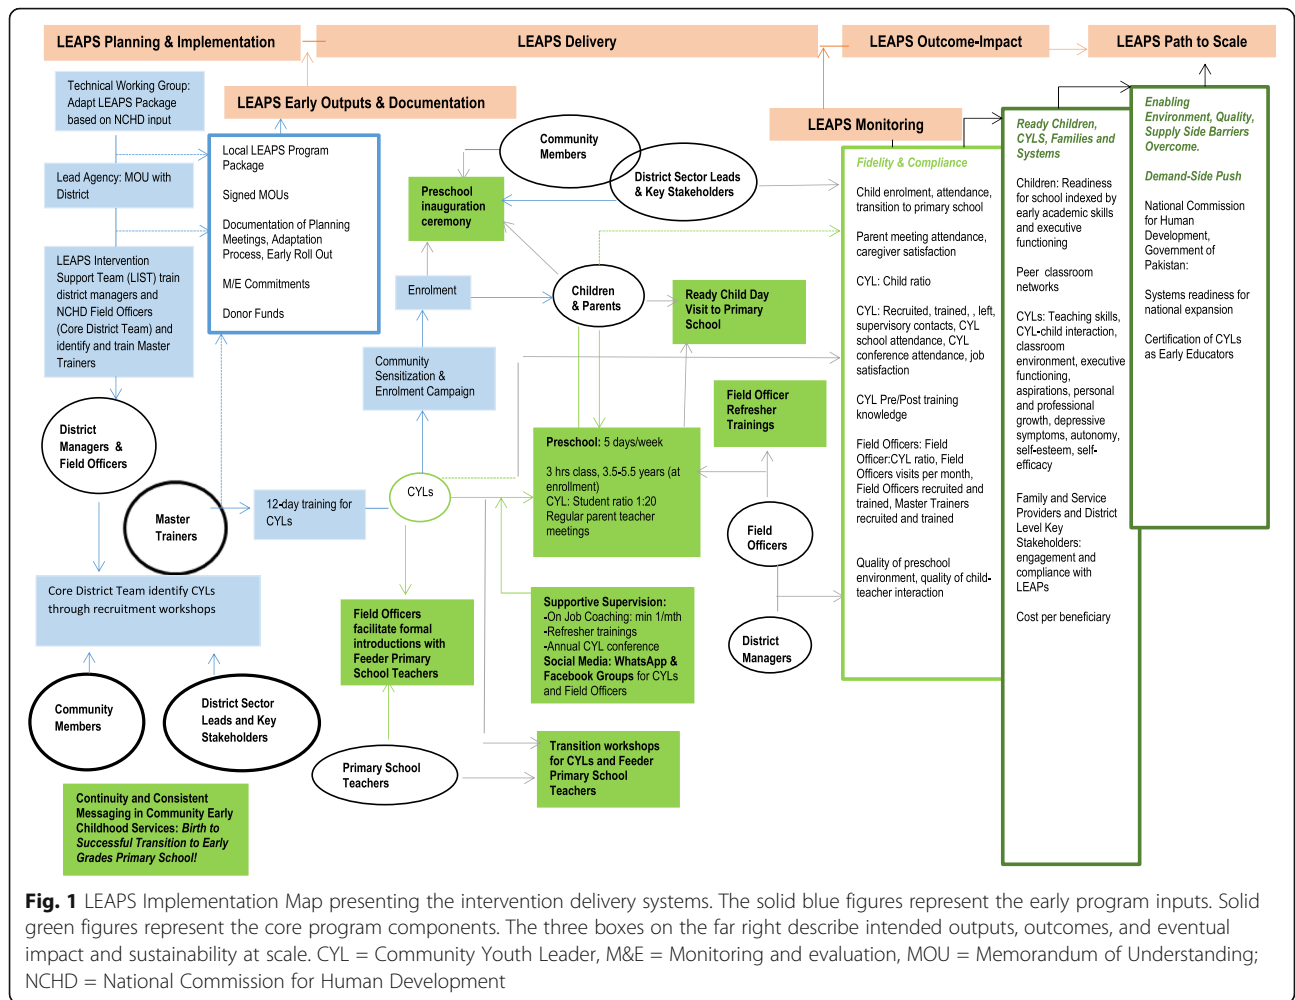 LEAPS Planning & Implementation
LEAPS Delivery
LEAPS Outcome-Impact
LEAPS Path to Scale
Technical Working Group:
Adapt LEAPS Package
based on NCHD input
Lead Agency: MOU with
District
LEAPS Intervention
Support Team (LIST) train
district managers and
NCHD Field Officers
(Core District Team) and
identify and train Master
Trainers
District
Managers &
Field Officers
Master
Trainers
12-day training for
CYLs
Core District Team identify CYLs
through recruitment workshops
Community
Members
District Sector
Leads and Key
Stakeholders
Continuity and Consistent
Messaging in Community Early
Childhood Services: Birth to
Successful Transition to Early
Grades Primary School!
LEAPS Early Outputs & Documentation
Local LEAPS Program
Package
Signed MOUs
Documentation of Planning
Meetings, Adaptation
Process, Early Roll Out
M/E Commitments
Donor Funds
Community
Members
District Sector Leads
& Key Stakeholders
Preschool
inauguration
ceremony
Enrolment
Children
& Parents
Community
Sensitization &
Enrolment Campaign
CYLs
Ready Child Day
Visit to Primary
School
Field Officer
Refresher
Trainings
Preschool: 5 days/week
3 hrs class, 3.5-5.5 years (at
enrollment)
CYL: Student ratio 1:20
Regular parent teacher
meetings
Field
Officers
District
Managers
Field Officers
facilitate formal
introductions with
Feeder Primary
School Teachers
Supportive Supervision:
-On Job Coaching: min 1/mth
-Refresher trainings
-Annual CYL conference
Social Media: WhatsApp &
Facebook Groups for CYLs
and Field Officers
Primary School
Teachers
Transition workshops
for CYLs and Feeder
Primary School
Teachers
LEAPS Monitoring
Fidelity & Compliance
Child enrolment, attendance,
transition to primary school
Parent meeting attendance,
caregiver satisfaction
CYL: Child ratio
CYL: Recruited, trained, , left,
supervisory contacts, CYL
school attendance, CYL
conference attendance, job
satisfaction
CYL Pre/Post training
knowledge
Field Officers: Field
Officer:CYL ratio, Field
Officers visits per month,
Field Officers recruited and
trained, Master Trainers
recruited and trained
Quality of preschool
environment, quality of child-
teacher interaction
Ready Children,
CYLS, Families and
Systems
Children: Readiness
for school indexed by
early academic skills
and executive
functioning
Peer classroom
networks
CYLs: Teaching skills,
CYL-child interaction,
classroom
environment, executive
functioning,
aspirations, personal
and professional
growth, depressive
symptoms, autonomy,
self-esteem, self-
efficacy
Family and Service
Providers and District
Level Key
Stakeholders:
engagement and
compliance with
LEAPs
Cost per beneficiary
Enabling
Environment, Quality,
Supply Side Barriers
Overcome.
Demand-Side Push
National Commission
for Human
Development,
Government of
Pakistan:
Systems readiness for
national expansion
Certification of CYLs
as Early Educators
Fig. 1 LEAPS Implementation Map presenting the intervention delivery systems. The solid blue figures represent the early program inputs. Solid
green figures represent the core program components. The three boxes on the far right describe intended outputs, outcomes, and eventual
impact and sustainability at scale. CYL = Community Youth Leader, M&E = Monitoring and evaluation, MOU = Memorandum of Understanding;
NCHD = National Commission for Human Development